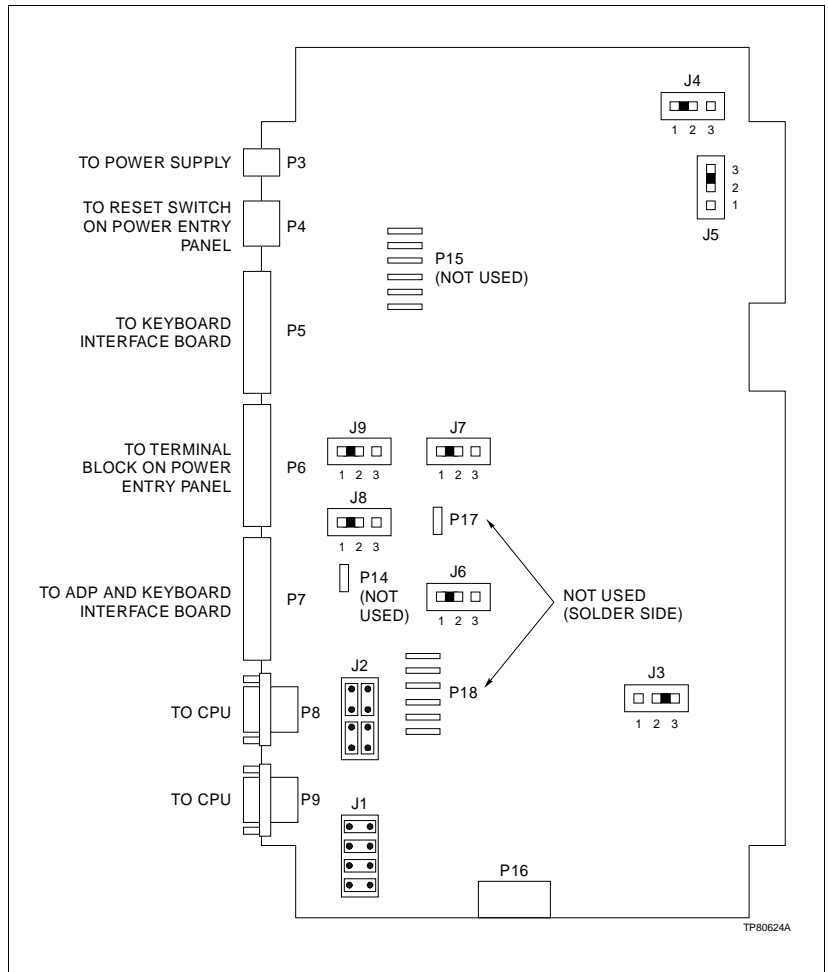 J4
1 2 3
TO POWER SUPPLY
P3
3
2
1
J5
TO RESET SWITCH
ON POWER ENTRY
PANEL
P4
P15
(NOT USED)
TO KEYBOARD
INTERFACE BOARD
P5
J9
1 2 3
J7
1 2 3
TO TERMINAL
BLOCK ON POWER
ENTRY PANEL
P6
J8
1 2 3
P17
P14
(NOT
USED)
J6
1 2 3
NOT USED
(SOLDER SIDE)
TO ADP AND KEYBOARD
INTERFACE BOARD
P7
J2
P18
J3
1 2 3
TO CPU
P8
TO CPU
P9
J1
P16
TP80624A